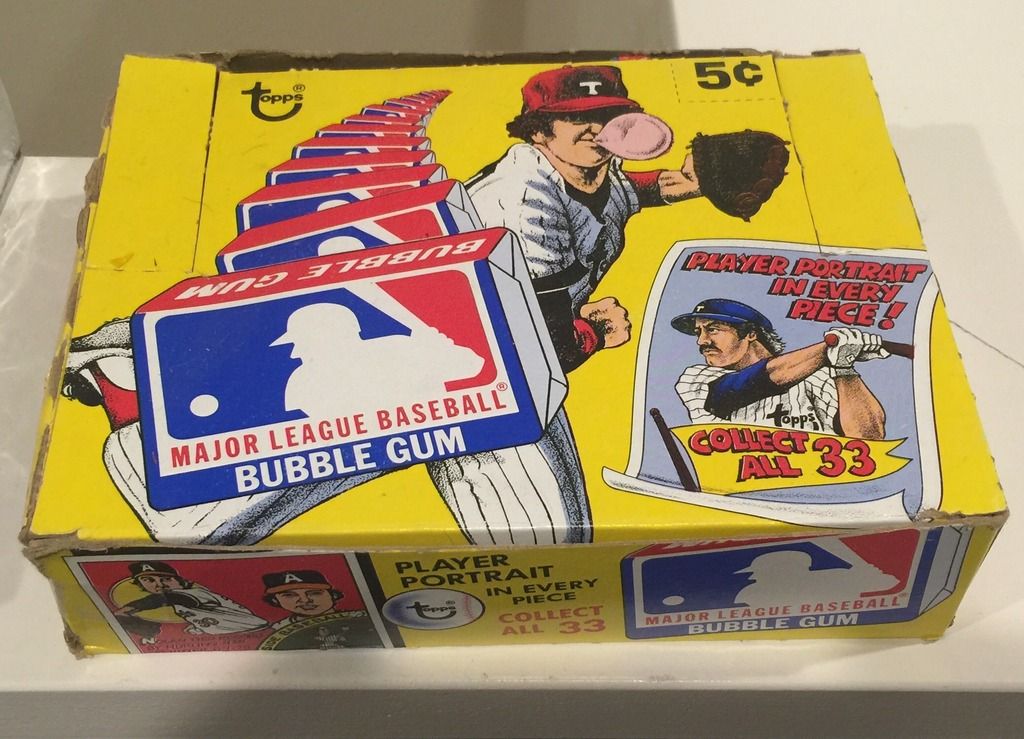 topps®
5¢
T
BUBBLE GUM
MAJOR LEAGUE BASEBALL®
BUBBLE GUM
PLAYER PORTRAIT
IN EVERY
PIECE!
topps
COLLECT
ALL 33
A
A
PLAYER
PORTRAIT
IN EVERY
PIECE
topps
COLLECT
ALL 33
MAJOR LEAGUE BASEBALL®
BUBBLE GUM